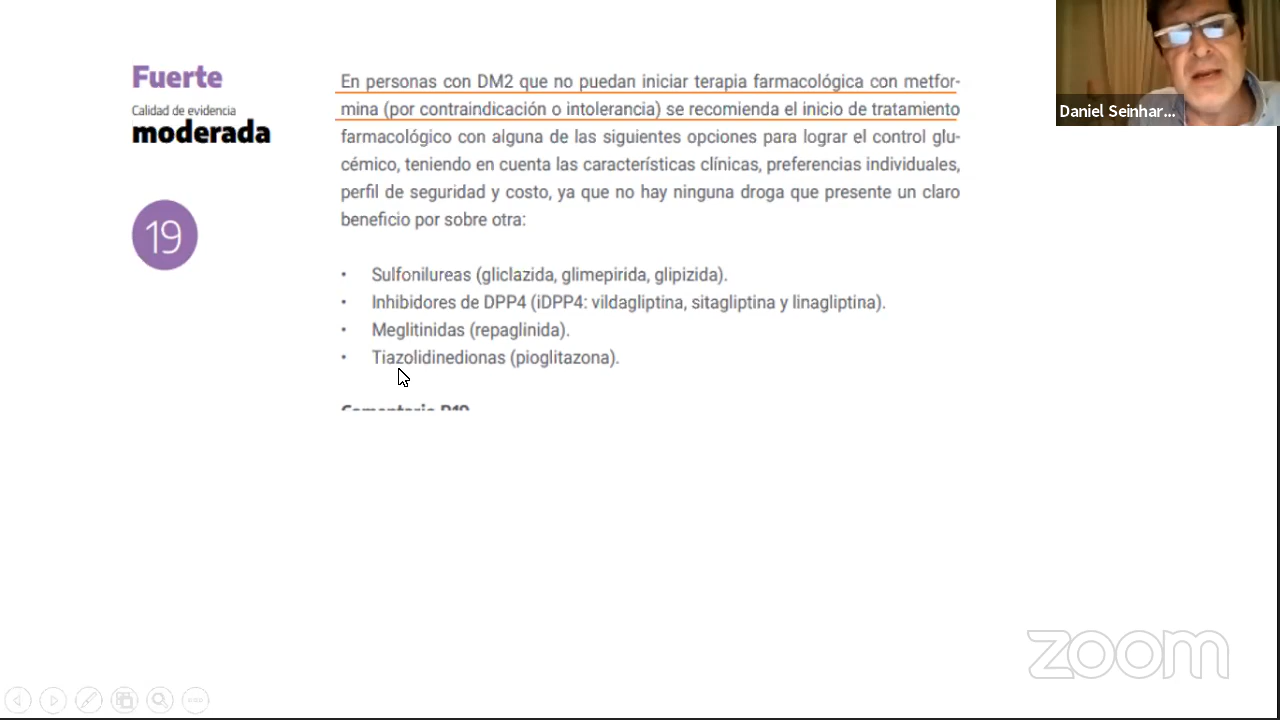 Fuerte
Calidad de evidencia
moderada
19
En personas con DM2 que no puedan iniciar terapia farmacológica con metfor-
mina (por contraindicación o intolerancia) se recomienda el inicio de tratamiento
farmacológico con alguna de las siguientes opciones para lograr el control glu-
cémico, teniendo en cuenta las características clínicas, preferencias individuales,
perfil de seguridad y costo, ya que no hay ninguna droga que presente un claro
beneficio por sobre otra:
• Sulfonilureas (gliclazida, glimepirida, glipizida).
• Inhibidores de DPP4 (iDPP4: vildagliptina, sitagliptina y linagliptina).
• Meglitinidas (repaglinida).
• Tiazolidinedionas (pioglitazona).
Comentario R19
Daniel Seinhar...
zoom